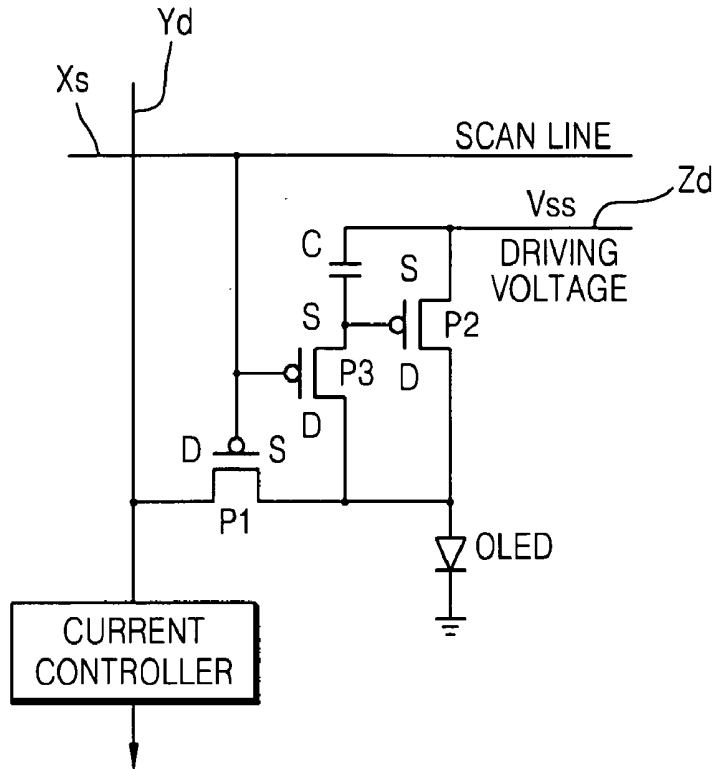 Yd
Xs
SCAN LINE
Zd
Vss
DRIVING
VOLTAGE
C
S
P2
S
P3
D
D
D
S
P1
OLED
CURRENT
CONTROLLER